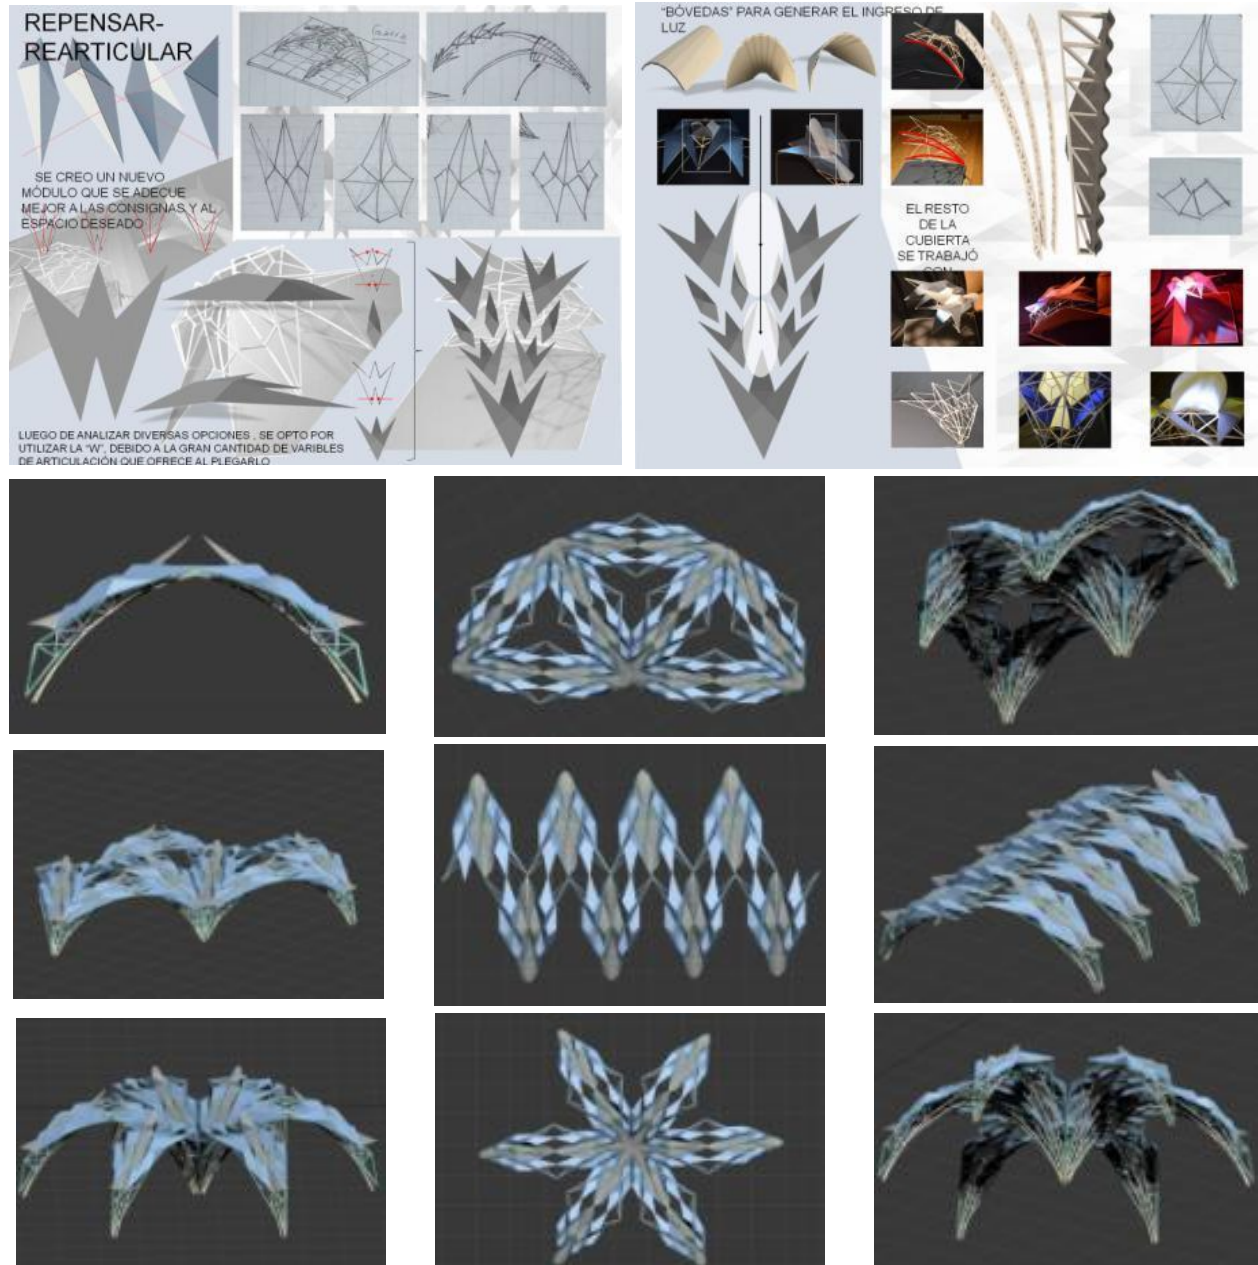 REPENSAR-
REARTICULAR
SE CREO UN NUEVO
MÓDULO QUE SE ADECUE
MEJOR A LAS CONSIGNAS Y AL
ESPACIO DESEADO
LUEGO DE ANALIZAR DIVERSAS OPCIONES , SE OPTO POR
UTILIZAR LA "W", DEBIDO A LA GRAN CANTIDAD DE VARIBLES
DE ARTICULACIÓN QUE OFRECE AL PLEGARLO
"BÓVEDAS" PARA GENERAR EL INGRESO DE
LUZ
EL RESTO
DE LA
CUBIERTA
SE TRABAJÓ
CON